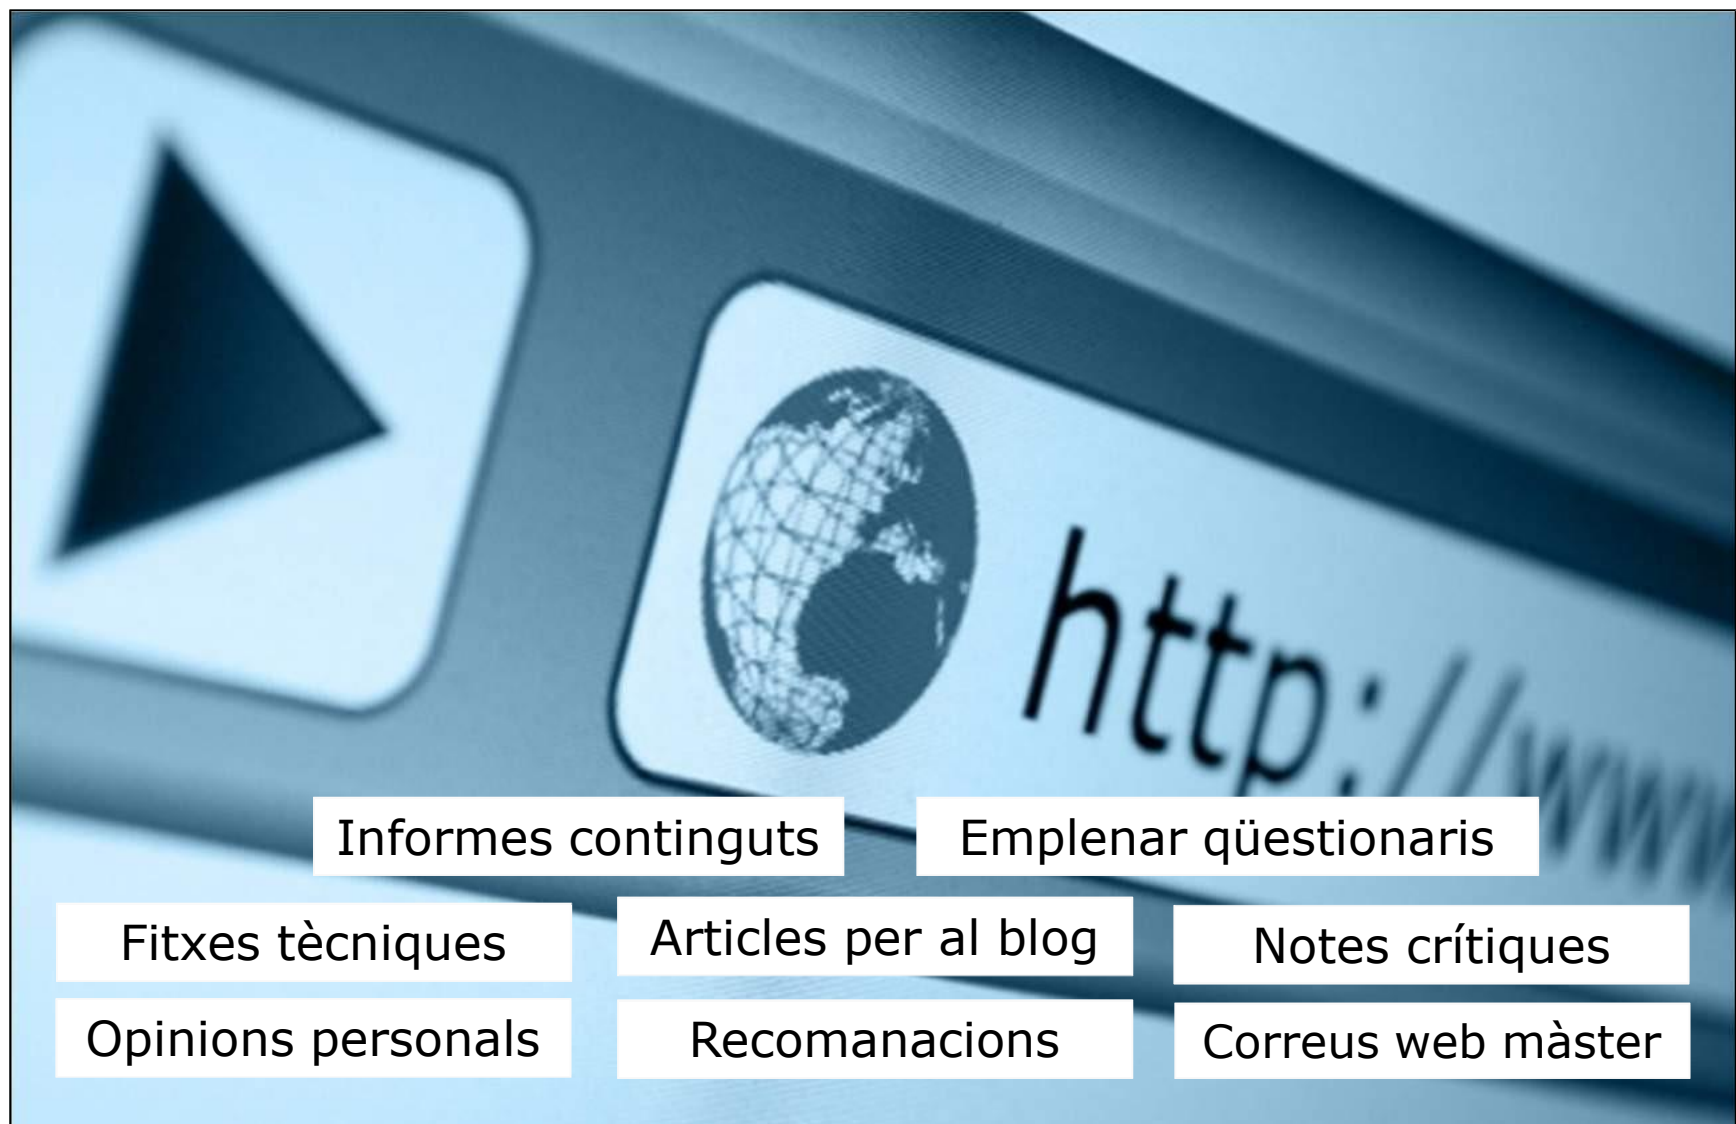 http://www
Informes continguts
Emplenar qüestionaris
Fitxes tècniques
Articles per al blog
Notes crítiques
Opinions personals
Recomanacions
Correus web màster